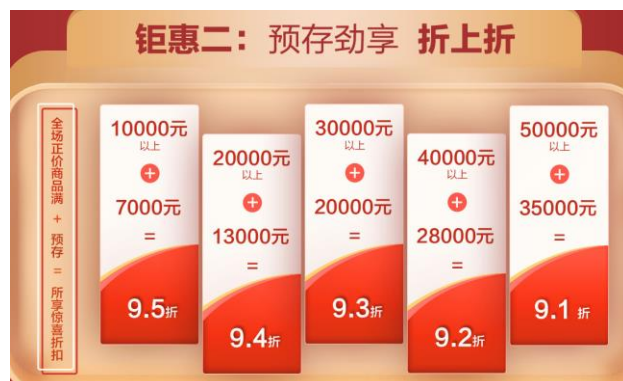 钜惠二：预存劲享 折上折
全场正价商品满 + 预存 = 所享惊喜折扣
10000元
以上
+
7000元
=
9.5折
20000元
以上
+
13000元
=
9.4折
30000元
以上
+
20000元
=
9.3折
40000元
以上
+
28000元
=
9.2折
50000元
以上
+
35000元
=
9.1折